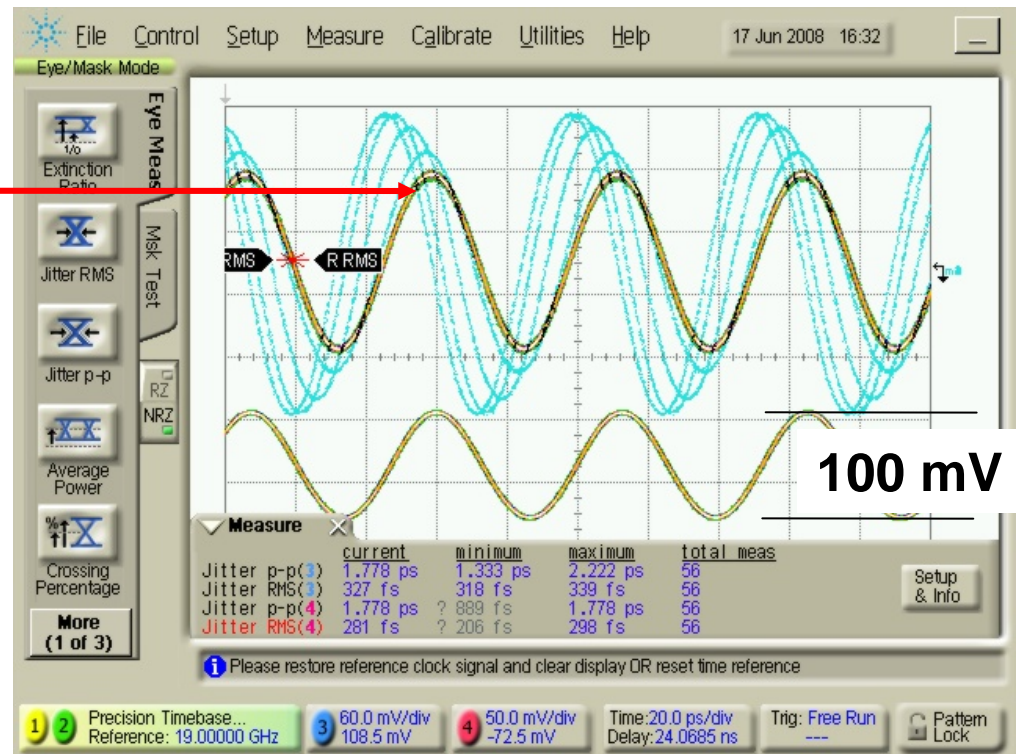 File Control Setup Measure Calibrate Utilities Help 17 Jun 2008 16:32
Eye/Mask Mode
Eye Meas
Msk Test
1/0
Extinction
Ratio
Jitter RMS
Jitter p-p
RZ
NRZ
Average
Power
%
Crossing
Percentage
More
(1 of 3)
RMS R RMS
100 mV
Measure
current minimum maximum total meas
Jitter p-p(3) 1.778 ps 1.333 ps 2.222 ps 56
Jitter RMS(3) 327 fs 318 fs 339 fs 56
Jitter p-p(4) 1.778 ps ? 889 fs 1.778 ps 56
Jitter RMS(4) 281 fs ? 206 fs 298 fs 56
Setup
& Info
Please restore reference clock signal and clear display OR reset time reference
1 2 Precision Timebase...
Reference: 19.00000 GHz
3 60.0 mV/div
108.5 mV
4 50.0 mV/div
-72.5 mV
Time:20.0 ps/div
Delay:24.0685 ns
Trig: Free Run
---
Pattern
Lock